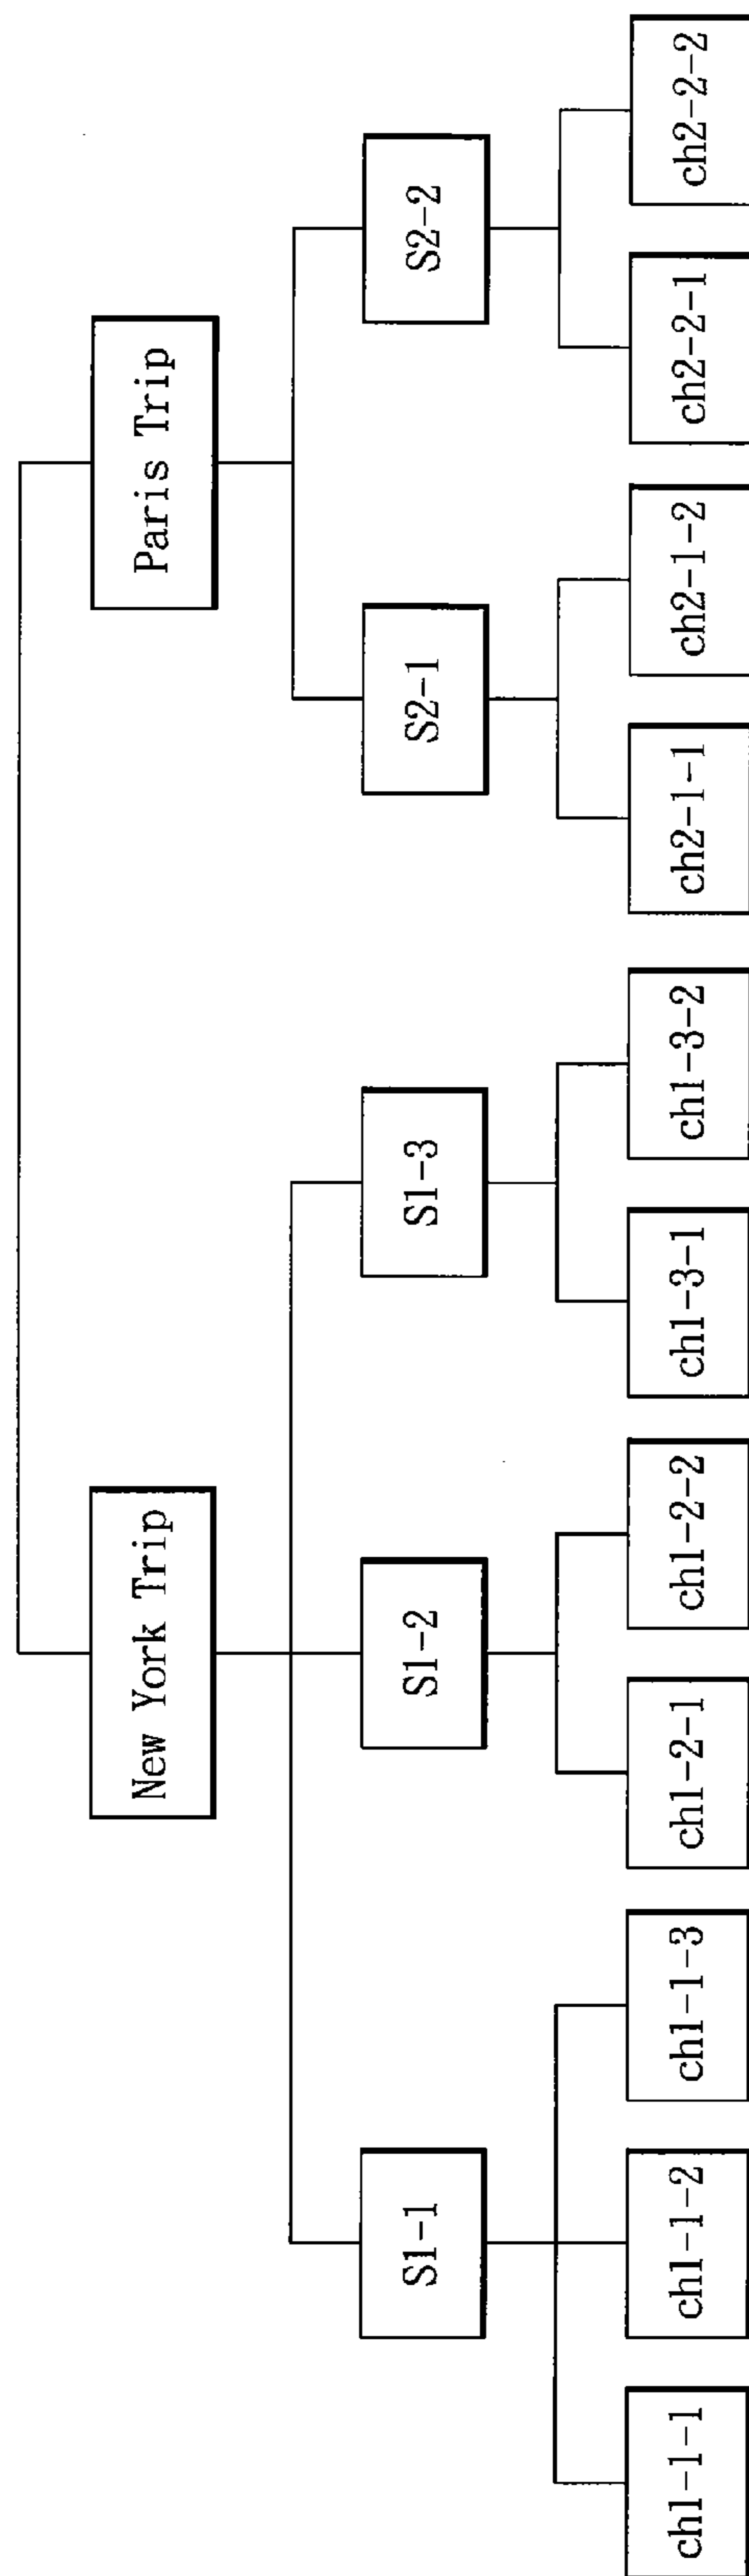 New York Trip
Paris Trip
S1-1
S1-2
S1-3
S2-1
S2-2
ch1-1-1
ch1-1-2
ch1-1-3
ch1-2-1
ch1-2-2
ch1-3-1
ch1-3-2
ch2-1-1
ch2-1-2
ch2-2-1
ch2-2-2